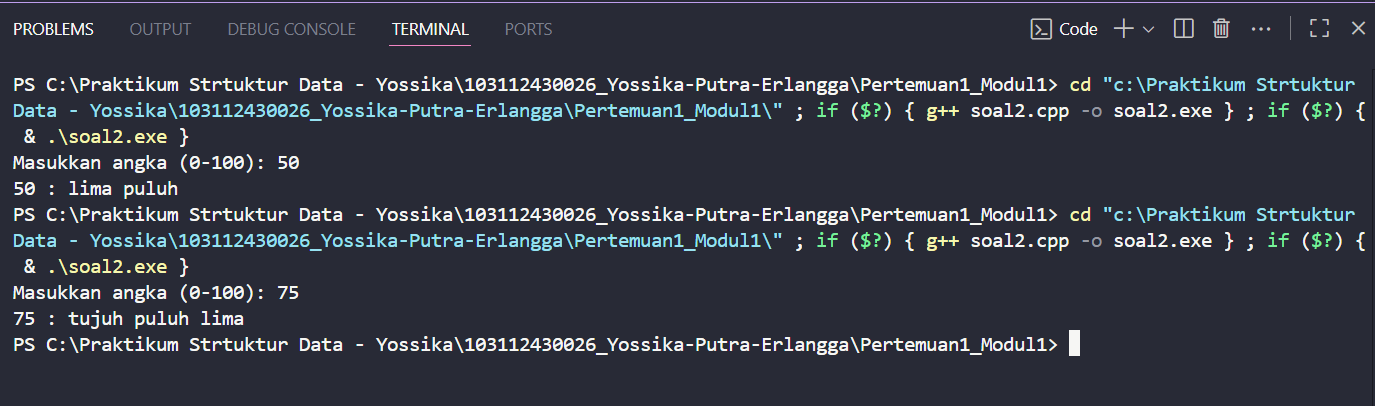 PROBLEMS OUTPUT DEBUG CONSOLE TERMINAL PORTS Code
PS C:\Praktikum Strtuktur Data - Yossika\103112430026_Yossika-Putra-Erlangga\Pertemuan1_Modul1> cd "c:\Praktikum Strtuktur
Data - Yossika\103112430026_Yossika-Putra-Erlangga\Pertemuan1_Modul1\" ; if ($?) { g++ soal2.cpp -o soal2.exe } ; if ($?) {
& .\soal2.exe }
Masukkan angka (0-100): 50
50 : lima puluh
PS C:\Praktikum Strtuktur Data - Yossika\103112430026_Yossika-Putra-Erlangga\Pertemuan1_Modul1> cd "c:\Praktikum Strtuktur
Data - Yossika\103112430026_Yossika-Putra-Erlangga\Pertemuan1_Modul1\" ; if ($?) { g++ soal2.cpp -o soal2.exe } ; if ($?) {
& .\soal2.exe }
Masukkan angka (0-100): 75
75 : tujuh puluh lima
PS C:\Praktikum Strtuktur Data - Yossika\103112430026_Yossika-Putra-Erlangga\Pertemuan1_Modul1>